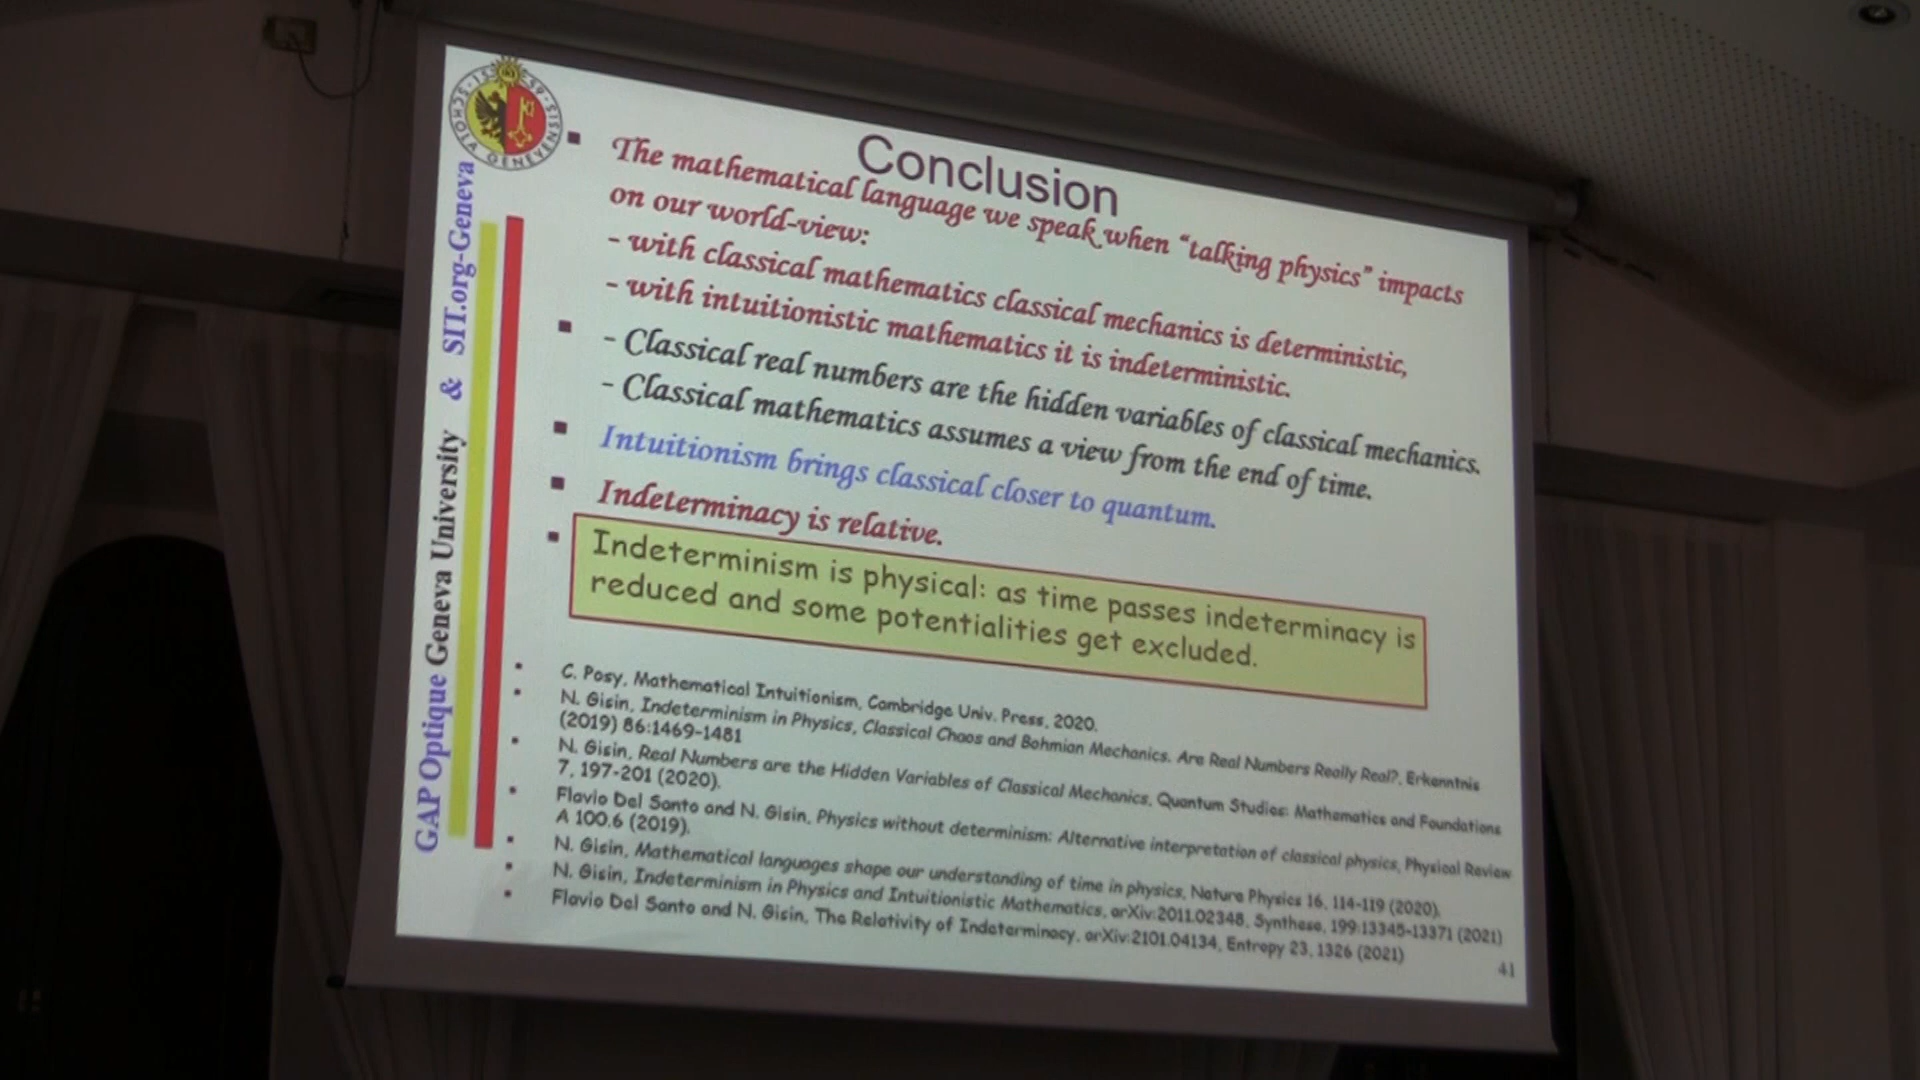 Conclusion
▪ The mathematical language we speak when “talking physics” impacts
on our world-view:
- with classical mathematics classical mechanics is deterministic,
- with intuitionistic mathematics it is indeterministic.
▪ - Classical real numbers are the hidden variables of classical mechanics.
- Classical mathematics assumes a view from the end of time.
▪ Intuitionism brings classical closer to quantum.
▪ Indeterminacy is relative.
▪ Indeterminism is physical: as time passes indeterminacy is
reduced and some potentialities get excluded.
• C. Posy, Mathematical Intuitionism, Cambridge Univ. Press, 2020.
• N. Gisin, Indeterminism in Physics, Classical Chaos and Bohmian Mechanics. Are Real Numbers Really Real?, Erkenntnis
(2019) 86:1469-1481
• N. Gisin, Real Numbers are the Hidden Variables of Classical Mechanics, Quantum Studies: Mathematics and Foundations
7, 197-201 (2020).
• Flavio Del Santo and N. Gisin, Physics without determinism: Alternative interpretation of classical physics, Physical Review
A 100.6 (2019).
• N. Gisin, Mathematical languages shape our understanding of time in physics, Nature Physics 16, 114-119 (2020).
• N. Gisin, Indeterminism in Physics and Intuitionistic Mathematics, arXiv:2011.02348, Synthese, 199:13345-13371 (2021)
• Flavio Del Santo and N. Gisin, The Relativity of Indeterminacy, arXiv:2101.04134, Entropy 23, 1326 (2021)
41
GAP Optique Geneva University & SIT.org-Geneva
SCHOLA GENEVENSIS 1559